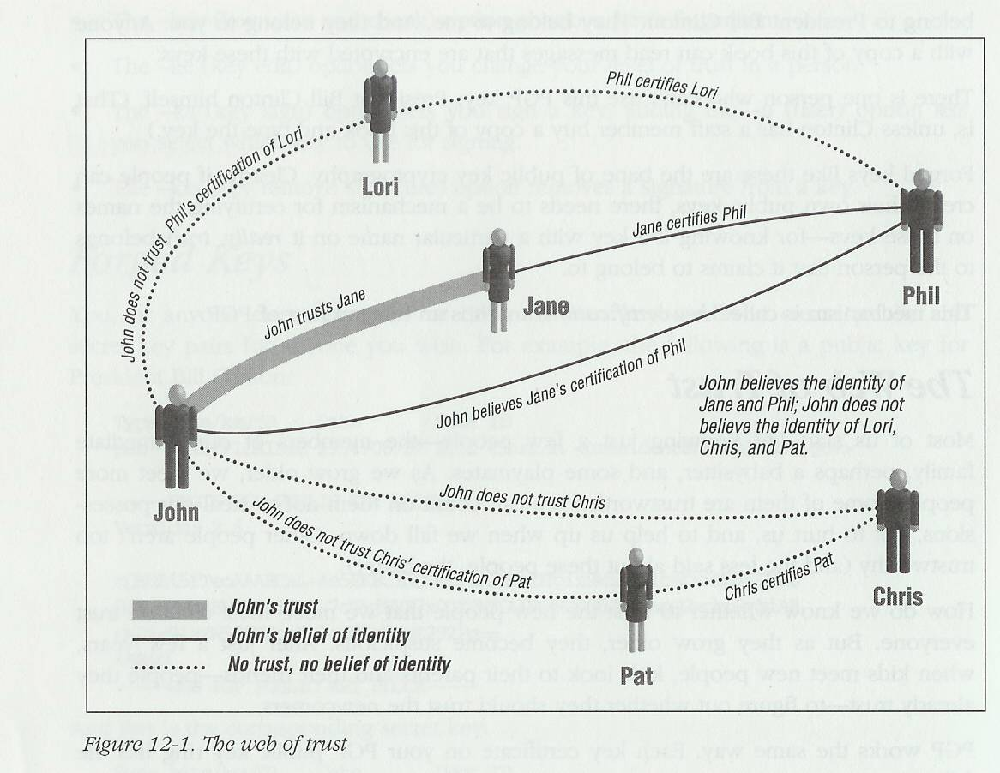 Phil certifies Lori
John does not trust Phil's certification of Lori
Lori
Jane certifies Phil
Phil
John trusts Jane
Jane
John believes Jane's certification of Phil
John believes the identity of
Jane and Phil; John does not
believe the identity of Lori,
Chris, and Pat.
John
John does not trust Chris
John does not trust Chris' certification of Pat
Chris certifies Pat
Chris
Pat
John's trust
John's belief of identity
No trust, no belief of identity
Figure 12-1. The web of trust